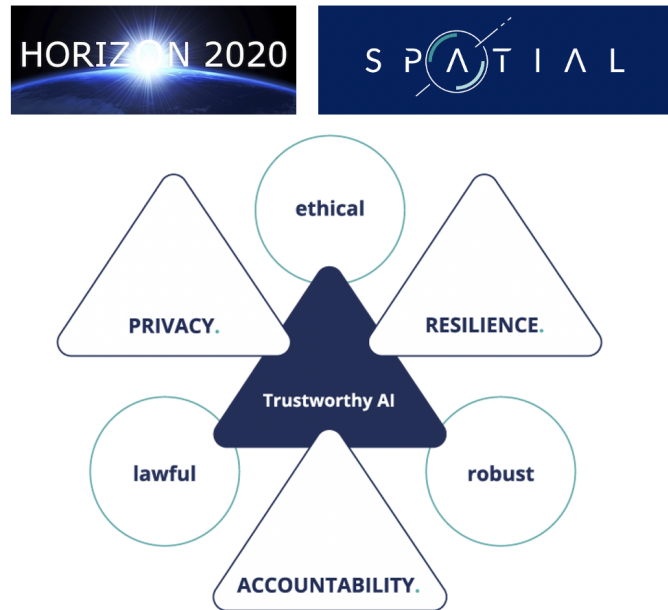 HORIZON 2020
SPATIAL
ethical
PRIVACY.
RESILIENCE.
Trustworthy AI
lawful
robust
ACCOUNTABILITY.